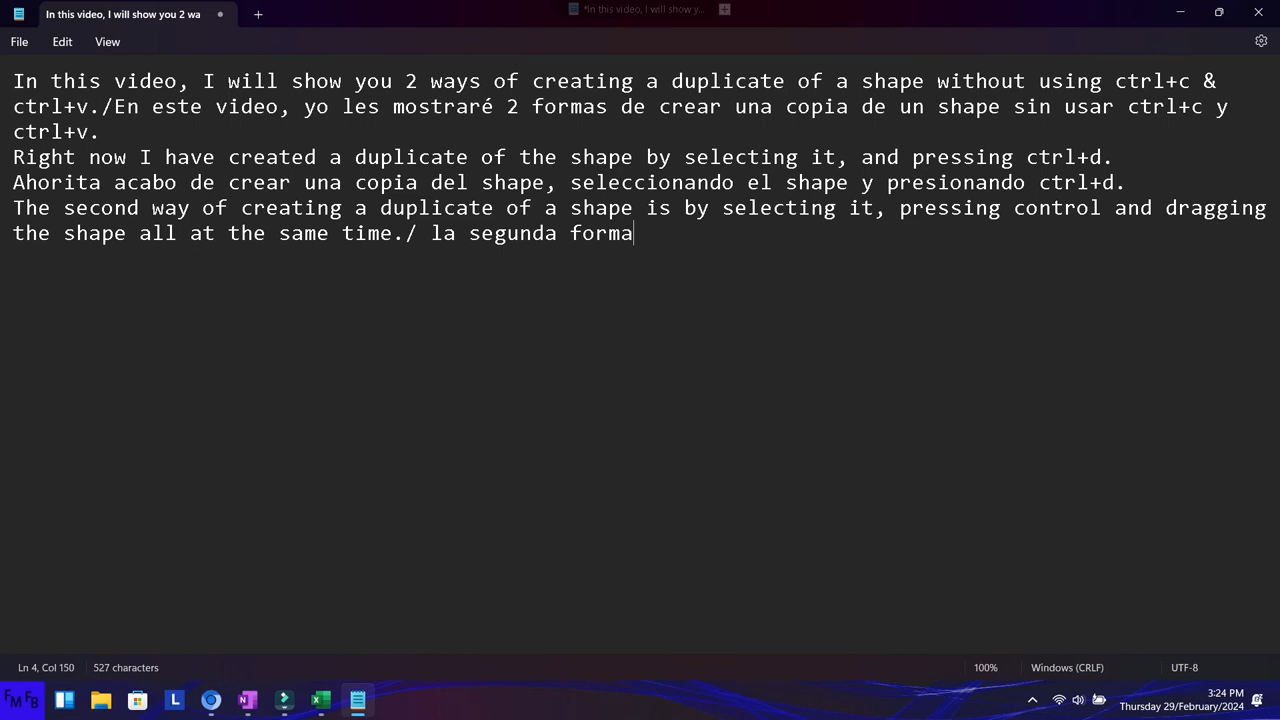 In this video, I will show you 2 wa
*In this video, I will show y...
File Edit View
In this video, I will show you 2 ways of creating a duplicate of a shape without using ctrl+c &
ctrl+v./En este video, yo les mostraré 2 formas de crear una copia de un shape sin usar ctrl+c y
ctrl+v.
Right now I have created a duplicate of the shape by selecting it, and pressing ctrl+d.
Ahorita acabo de crear una copia del shape, seleccionando el shape y presionando ctrl+d.
The second way of creating a duplicate of a shape is by selecting it, pressing control and dragging
the shape all at the same time./ la segunda forma
Ln 4, Col 150 527 characters 100% Windows (CRLF) UTF-8
FMFB
L
N
3:24 PM
Thursday 29/February/2024